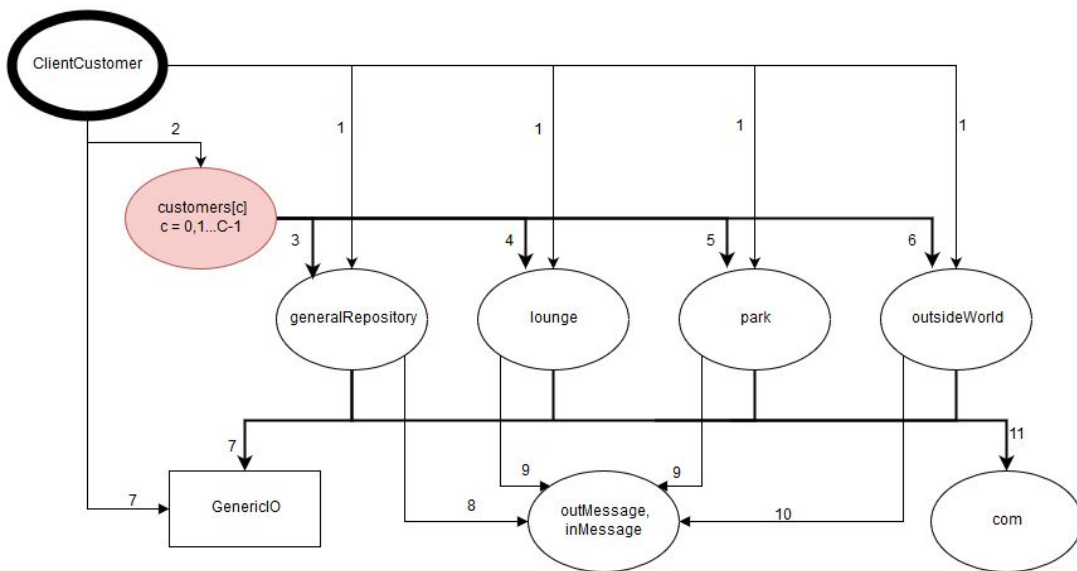 ClientCustomer
2
1
1
1
1
customers[c]
c = 0,1...C-1
3
4
5
6
generalRepository
lounge
park
outsideWorld
7
11
9
9
7
8
10
GenericIO
outMessage,
inMessage
com